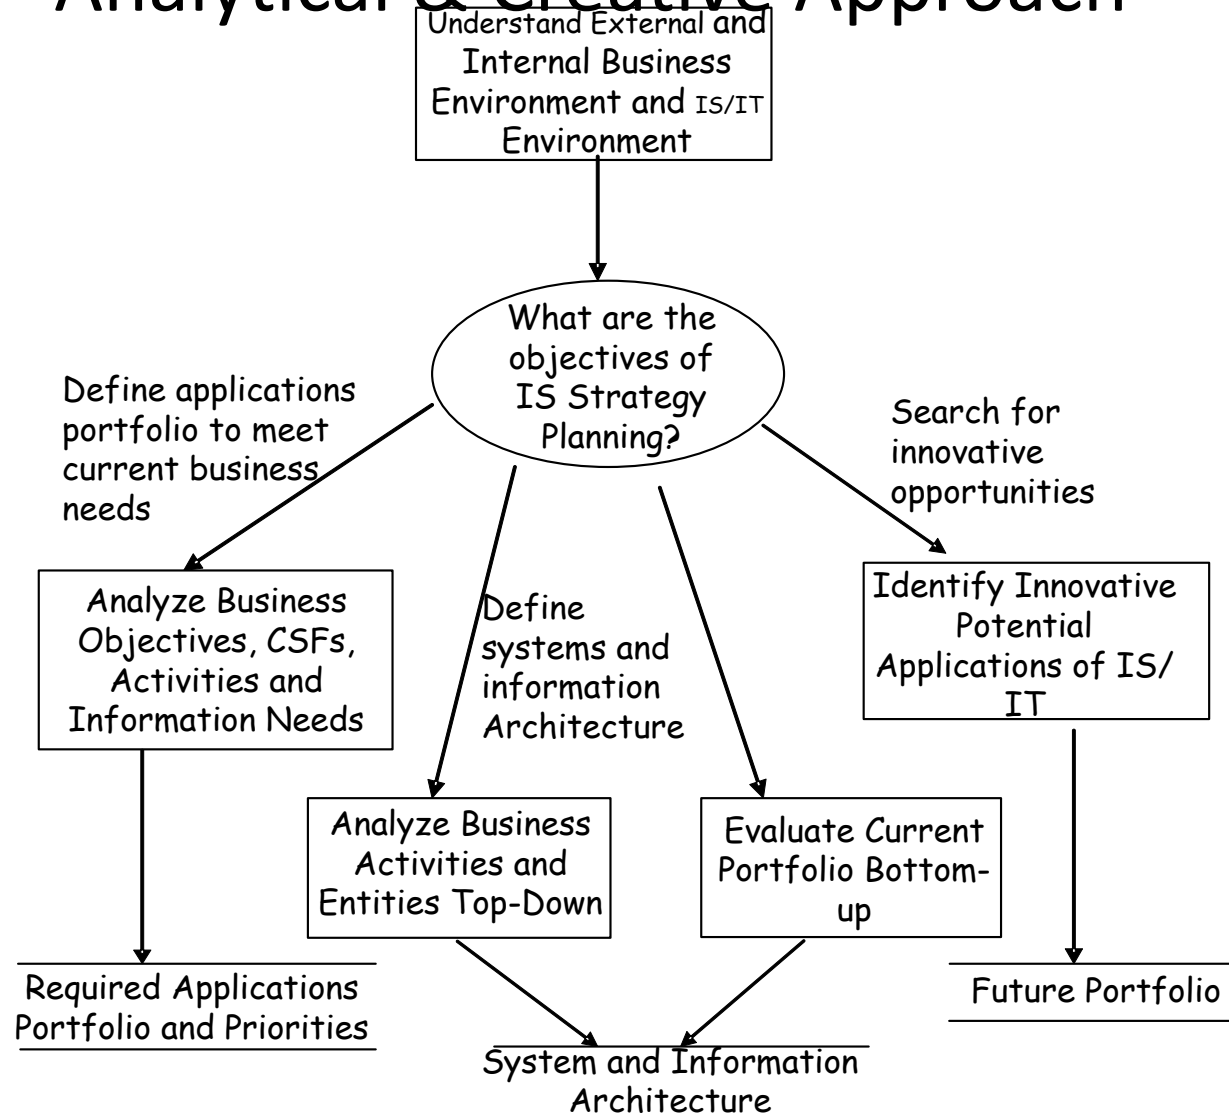 Analytical & Creative Approach
Understand External and
Internal Business
Environment and IS/IT
Environment
What are the
objectives of
IS Strategy
Planning?
Define applications
portfolio to meet
current business
needs
Search for
innovative
opportunities
Analyze Business
Objectives, CSFs,
Activities and
Information Needs
Define
systems and
information
Architecture
Identify Innovative
Potential
Applications of IS/
IT
Analyze Business
Activities and
Entities Top-Down
Evaluate Current
Portfolio Bottom-
up
Required Applications
Portfolio and Priorities
System and Information
Architecture
Future Portfolio